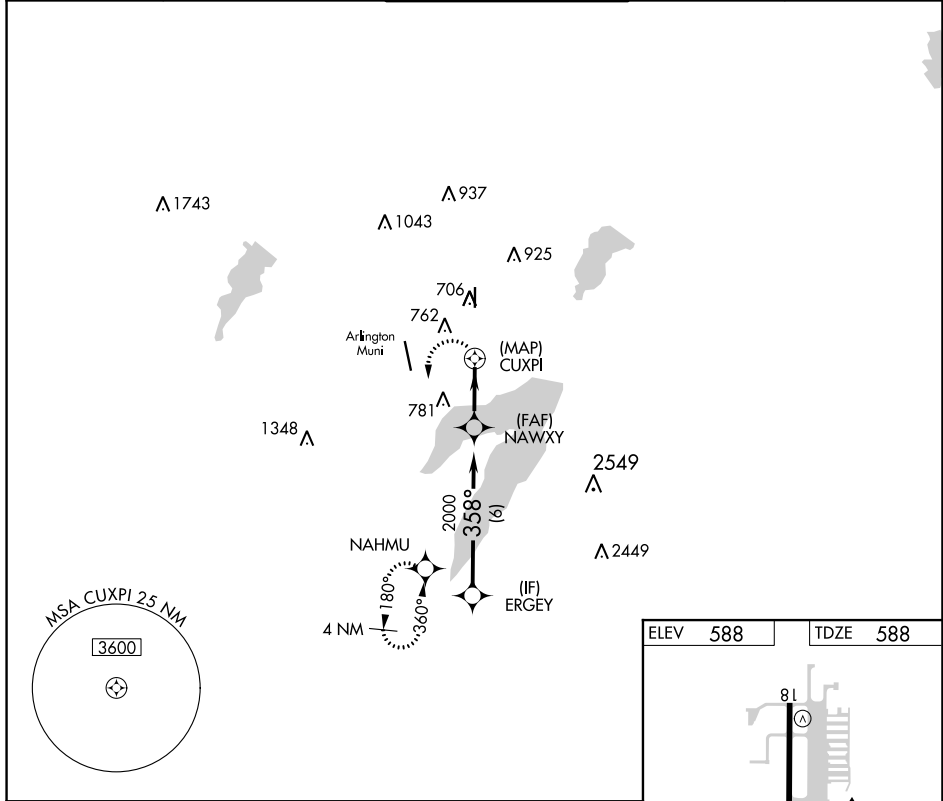 1743
937
1043
925
706
762
Arlington
Muni
(MAP)
CUXPI
781
(FAF)
NAWXY
1348
2549
2000
358°
(6)
NAHMU
2449
(IF)
ERGEY
180°
360°
4 NM
MSA CUXPI 25 NM
3600
ELEV 588
TDZE 588
18